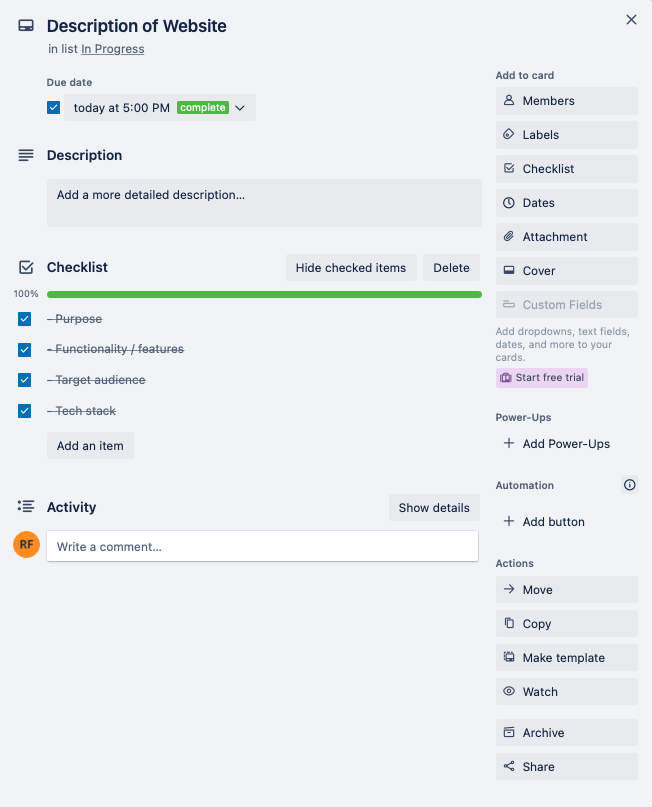 Description of Website
in list In Progress
Due date
today at 5:00 PM complete
Description
Add a more detailed description...
Checklist
Hide checked items
Delete
100%
- Purpose
- Functionality / features
- Target audience
- Tech stack
Add an item
Activity
Show details
RF
Write a comment...
Add to card
Members
Labels
Checklist
Dates
Attachment
Cover
Custom Fields
Add dropdowns, text fields,
dates, and more to your
cards.
Start free trial
Power-Ups
Add Power-Ups
Automation
Add button
Actions
Move
Copy
Make template
Watch
Archive
Share